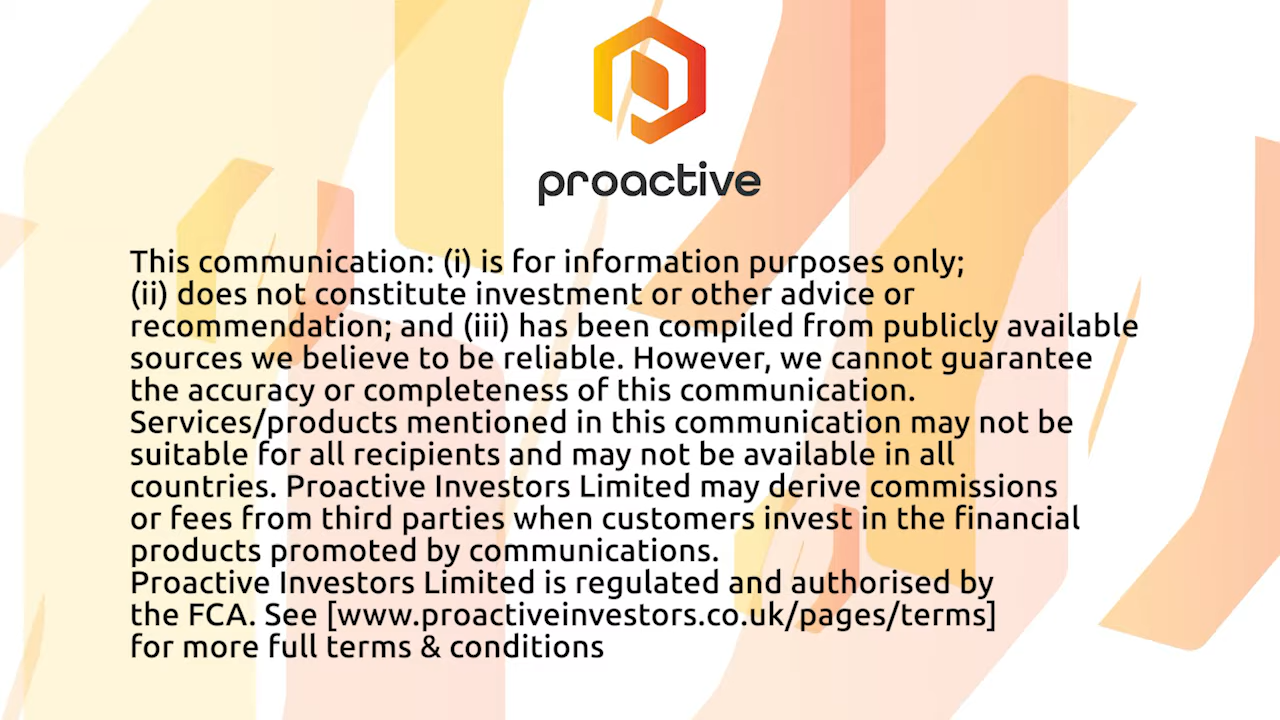 proactive
This communication: (i) is for information purposes only;
(ii) does not constitute investment or other advice or
recommendation; and (iii) has been compiled from publicly available
sources we believe to be reliable. However, we cannot guarantee
the accuracy or completeness of this communication.
Services/products mentioned in this communication may not be
suitable for all recipients and may not be available in all
countries. Proactive Investors Limited may derive commissions
or fees from third parties when customers invest in the financial
products promoted by communications.
Proactive Investors Limited is regulated and authorised by
the FCA. See [www.proactiveinvestors.co.uk/pages/terms]
for more full terms & conditions